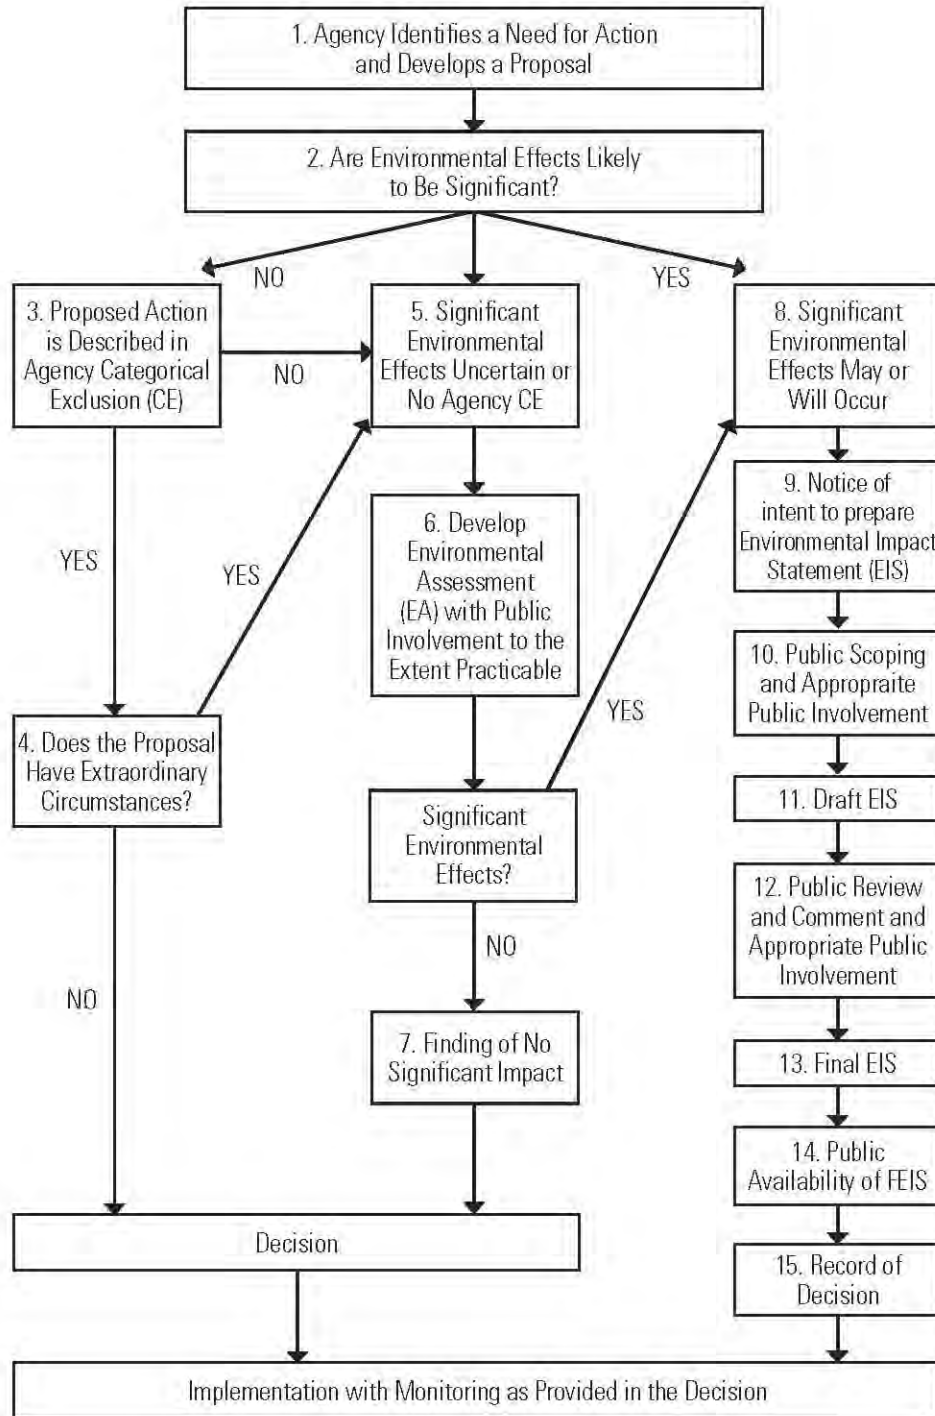 1. Agency Identifies a Need for Action
and Develops a Proposal
2. Are Environmental Effects Likely
to Be Significant?
NO
YES
3. Proposed Action
is Described in
Agency Categorical
Exclusion (CE)
NO
5. Significant
Environmental
Effects Uncertain or
No Agency CE
8. Significant
Environmental
Effects May or
Will Occur
YES
YES
6. Develop
Environmental
Assessment
(EA) with Public
Involvement to the
Extent Practicable
YES
9. Notice of
intent to prepare
Environmental Impact
Statement (EIS)
10. Public Scoping
and Appropraite
Public Involvement
4. Does the Proposal
Have Extraordinary
Circumstances?
Significant
Environmental
Effects?
11. Draft EIS
12. Public Review
and Comment and
Appropriate Public
Involvement
NO
NO
7. Finding of No
Significant Impact
13. Final EIS
14. Public
Availability of FEIS
Decision
15. Record of
Decision
Implementation with Monitoring as Provided in the Decision